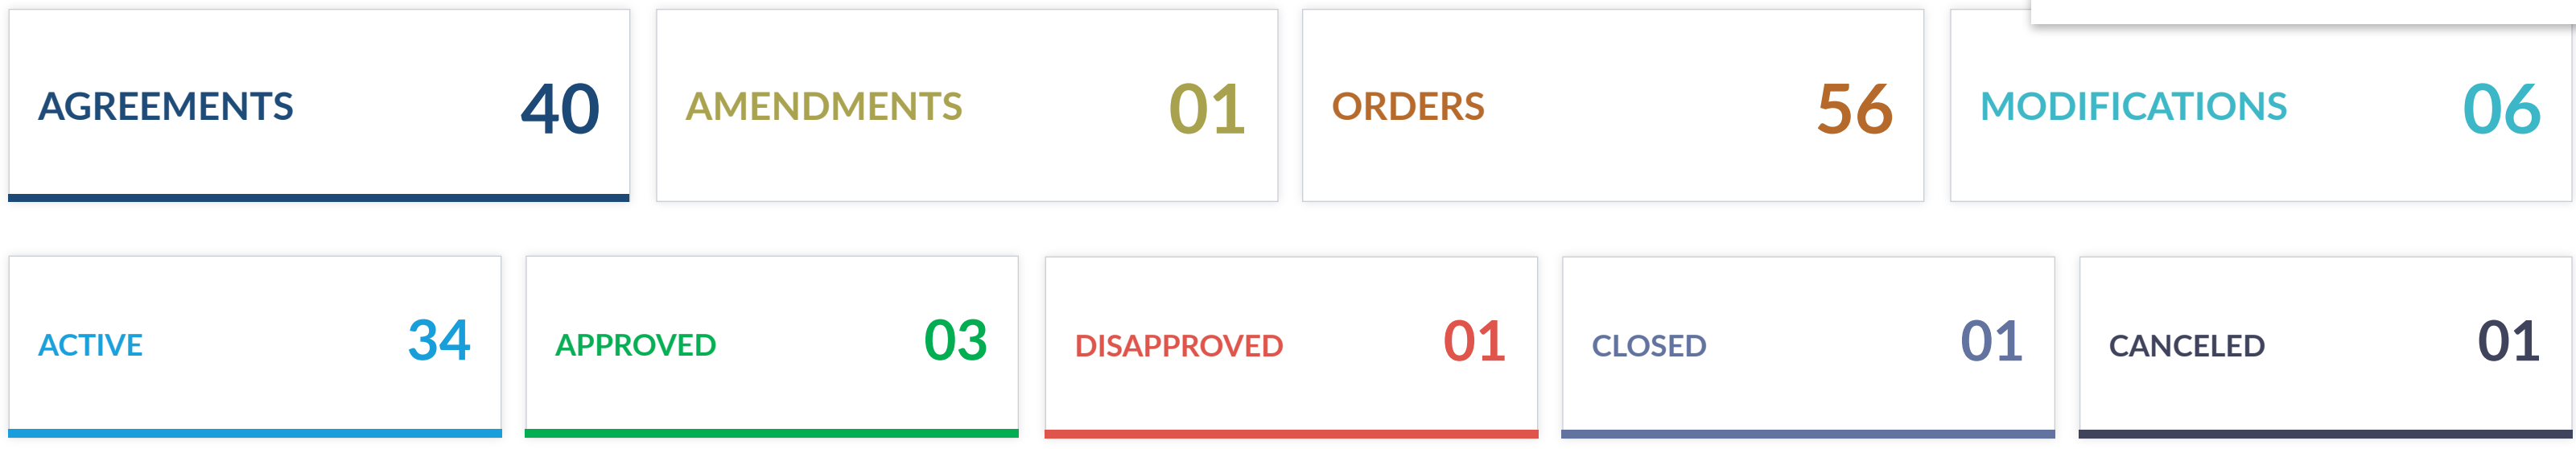 AGREEMENTS 40 AMENDMENTS 01 ORDERS 56 MODIFICATIONS 06
ACTIVE 34 APPROVED 03 DISAPPROVED 01 CLOSED 01 CANCELED 01